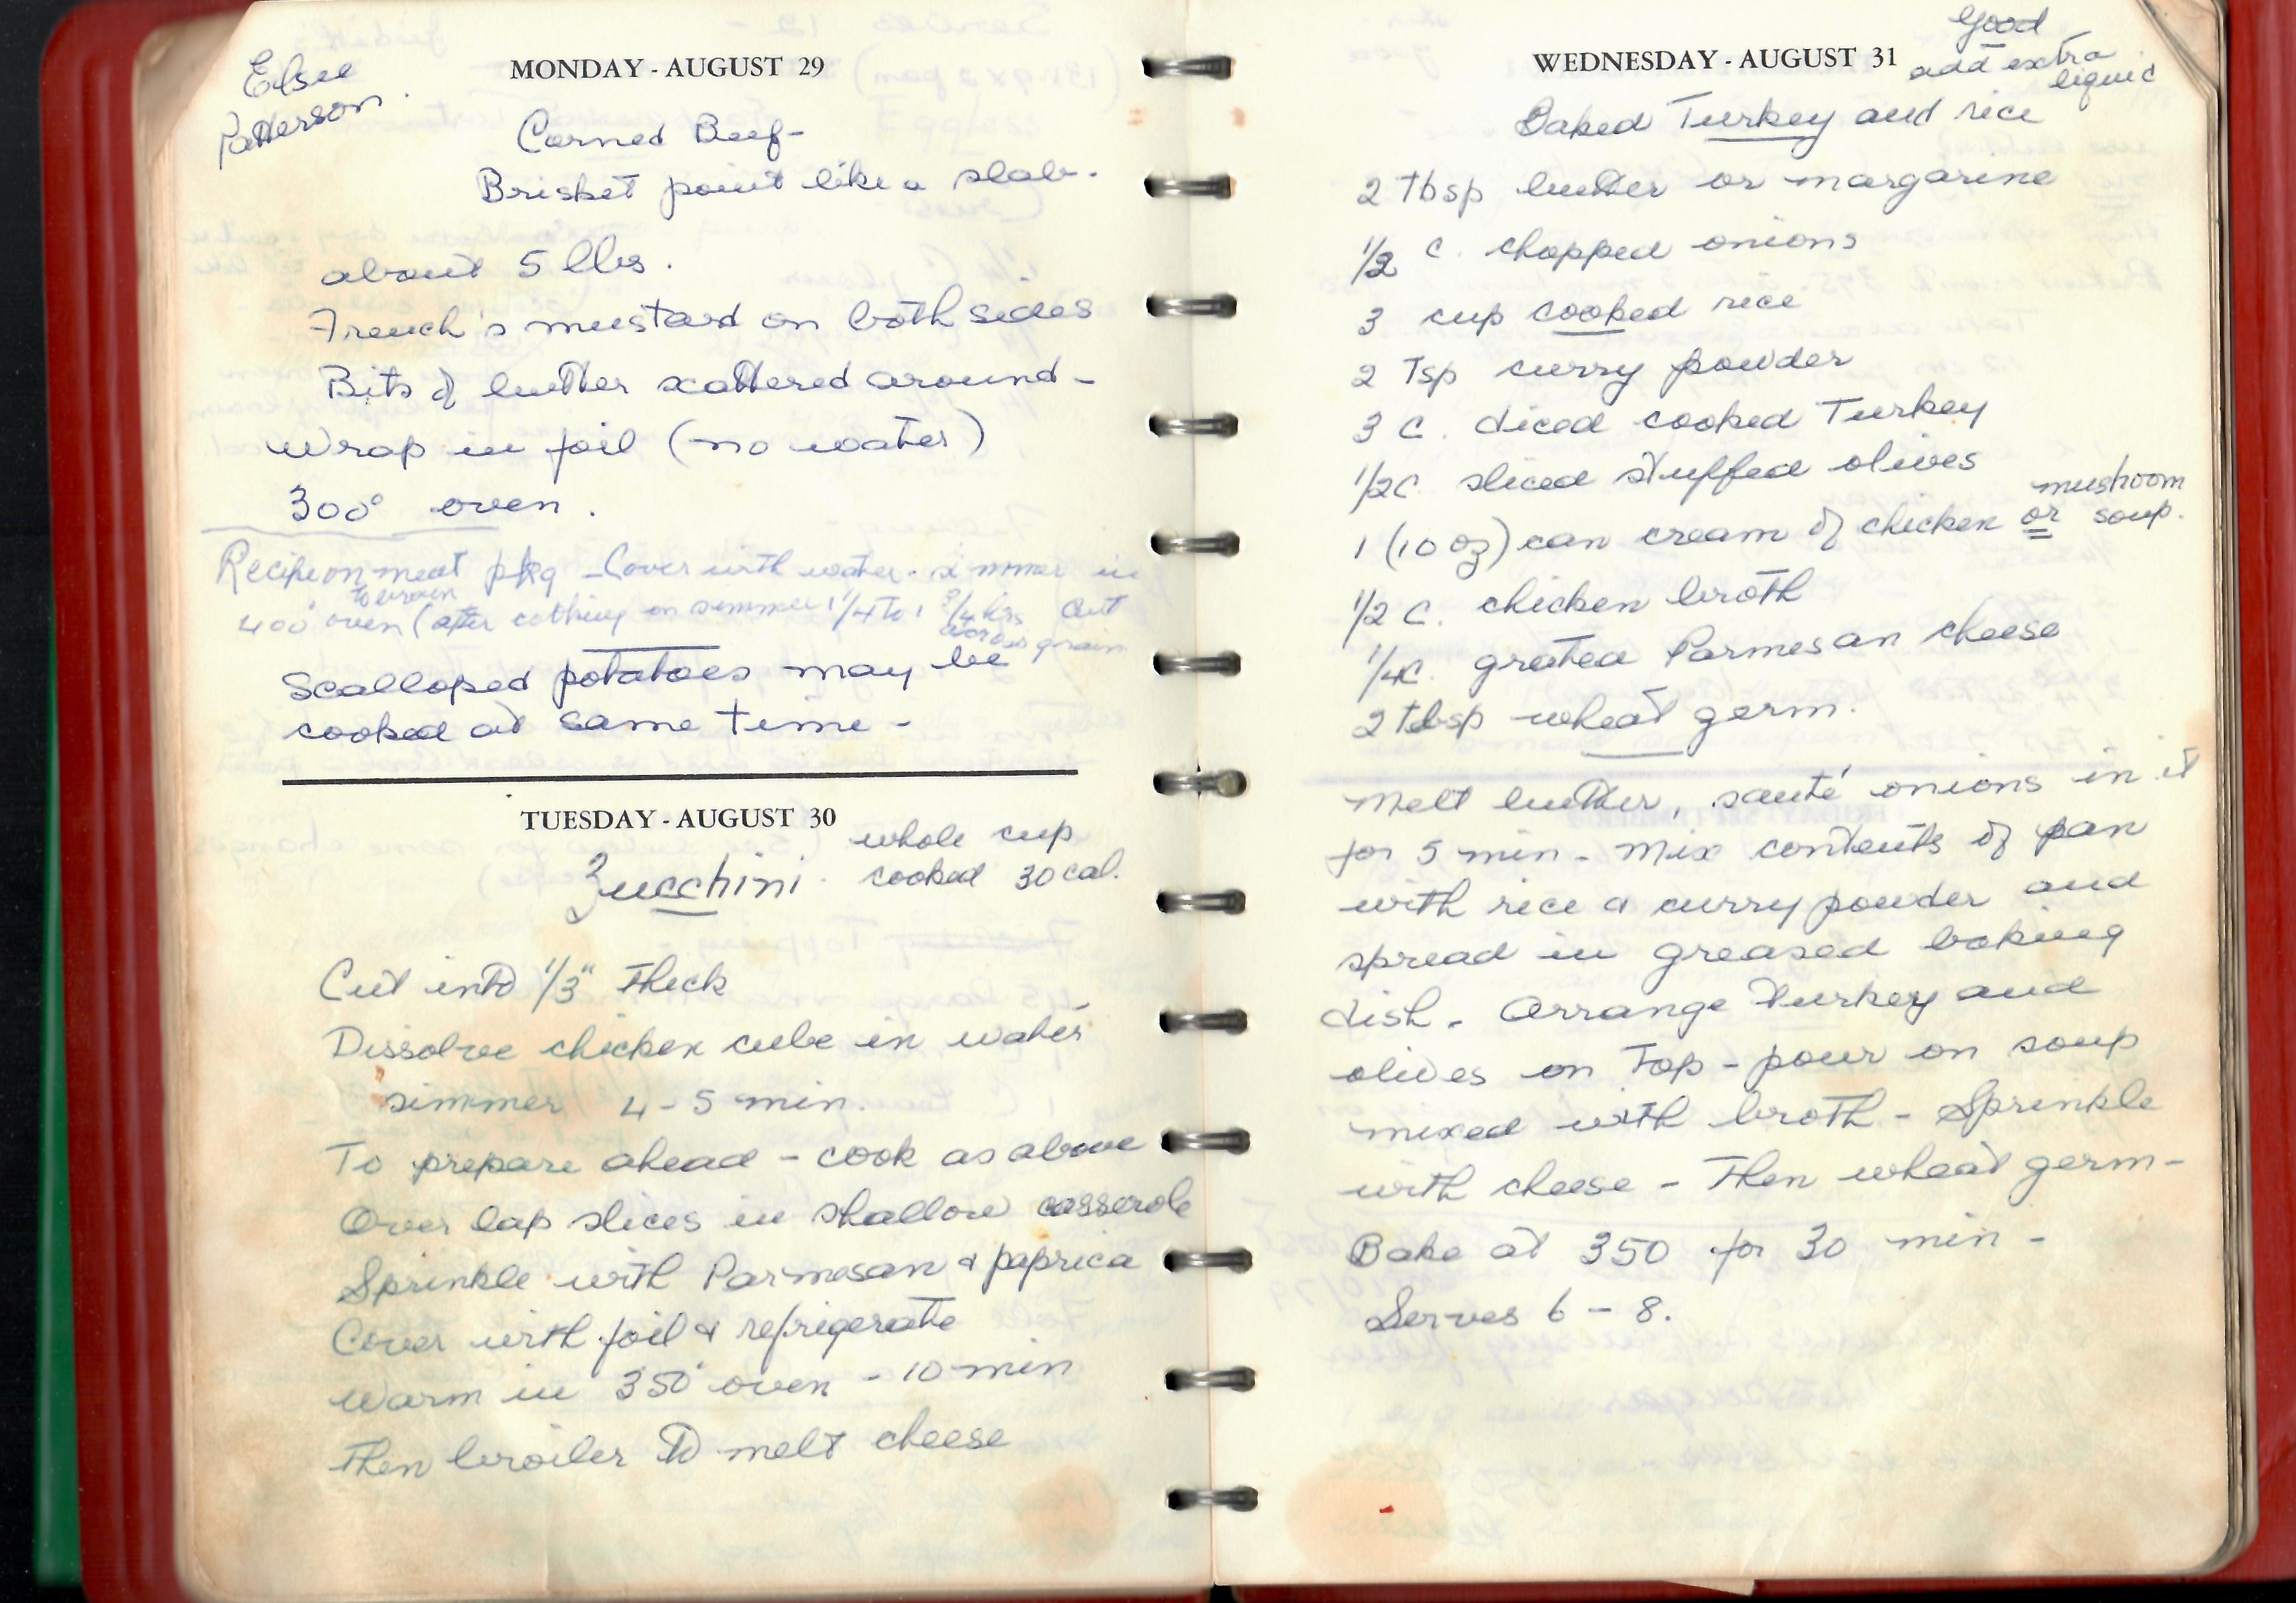 Elsie
Patterson.
MONDAY - AUGUST 29
Corned Beef-
Brisket point like a slab.
about 5 lbs.
French's mustard on both sides
Bits of butter scattered around-
Wrap in foil (no water)
300° oven.
Recipe on meat pkg - Cover with water - simmer in
to brown
400° oven (after cooking on simmer 1 1/4 to 1 3/4 hrs Cut
across grain
Scalloped potatoes may be
cooked at same time -
TUESDAY - AUGUST 30
whole cup
Zucchini. cooked 30 cal.
Cut into 1/3" thick
Dissolve chicken cube in water
simmer 4-5 min.
To prepare ahead - cook as above
Over lap slices in shallow casserole
Sprinkle with Parmesan & paprica
Cover with foil & refrigerate
Warm in 350° oven - 10 min
then broiler to melt cheese
WEDNESDAY - AUGUST 31
Good
add extra
liquid
Baked Turkey and rice
2 Tbsp butter or margarine
1/2 c. chopped onions
3 cup cooked rice
2 Tsp curry powder
3 C. diced cooked Turkey
1/2 C. sliced stuffed olives
mushroom
1 (10 oz) can cream of chicken or soup.
1/2 C. chicken broth
1/4 C. grated Parmesan cheese
2 tbsp wheat germ.
Melt butter, sauté onions in it
for 5 min - Mix contents of pan
with rice & curry powder and
spread in greased baking
dish. Arrange Turkey and
olives on Top - pour on soup
mixed with broth - Sprinkle
with cheese - Then wheat germ -
Bake at 350 for 30 min -
Serves 6 - 8.